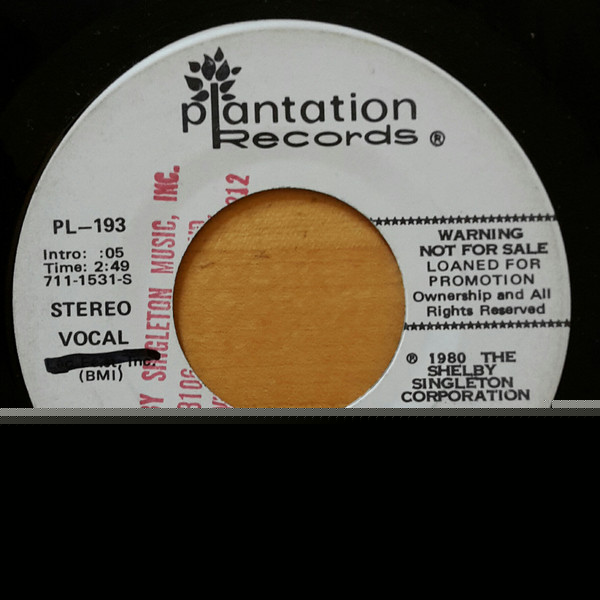 plantation
Records ®
PL-193
Intro: :05
Time: 2:49
711-1531-S
STEREO
VOCAL
(BMI)
SINGLETON MUSIC, INC.
WARNING
NOT FOR SALE
LOANED FOR
PROMOTION
Ownership and All
Rights Reserved
℗ 1980 THE
SHELBY
SINGLETON
CORPORATION